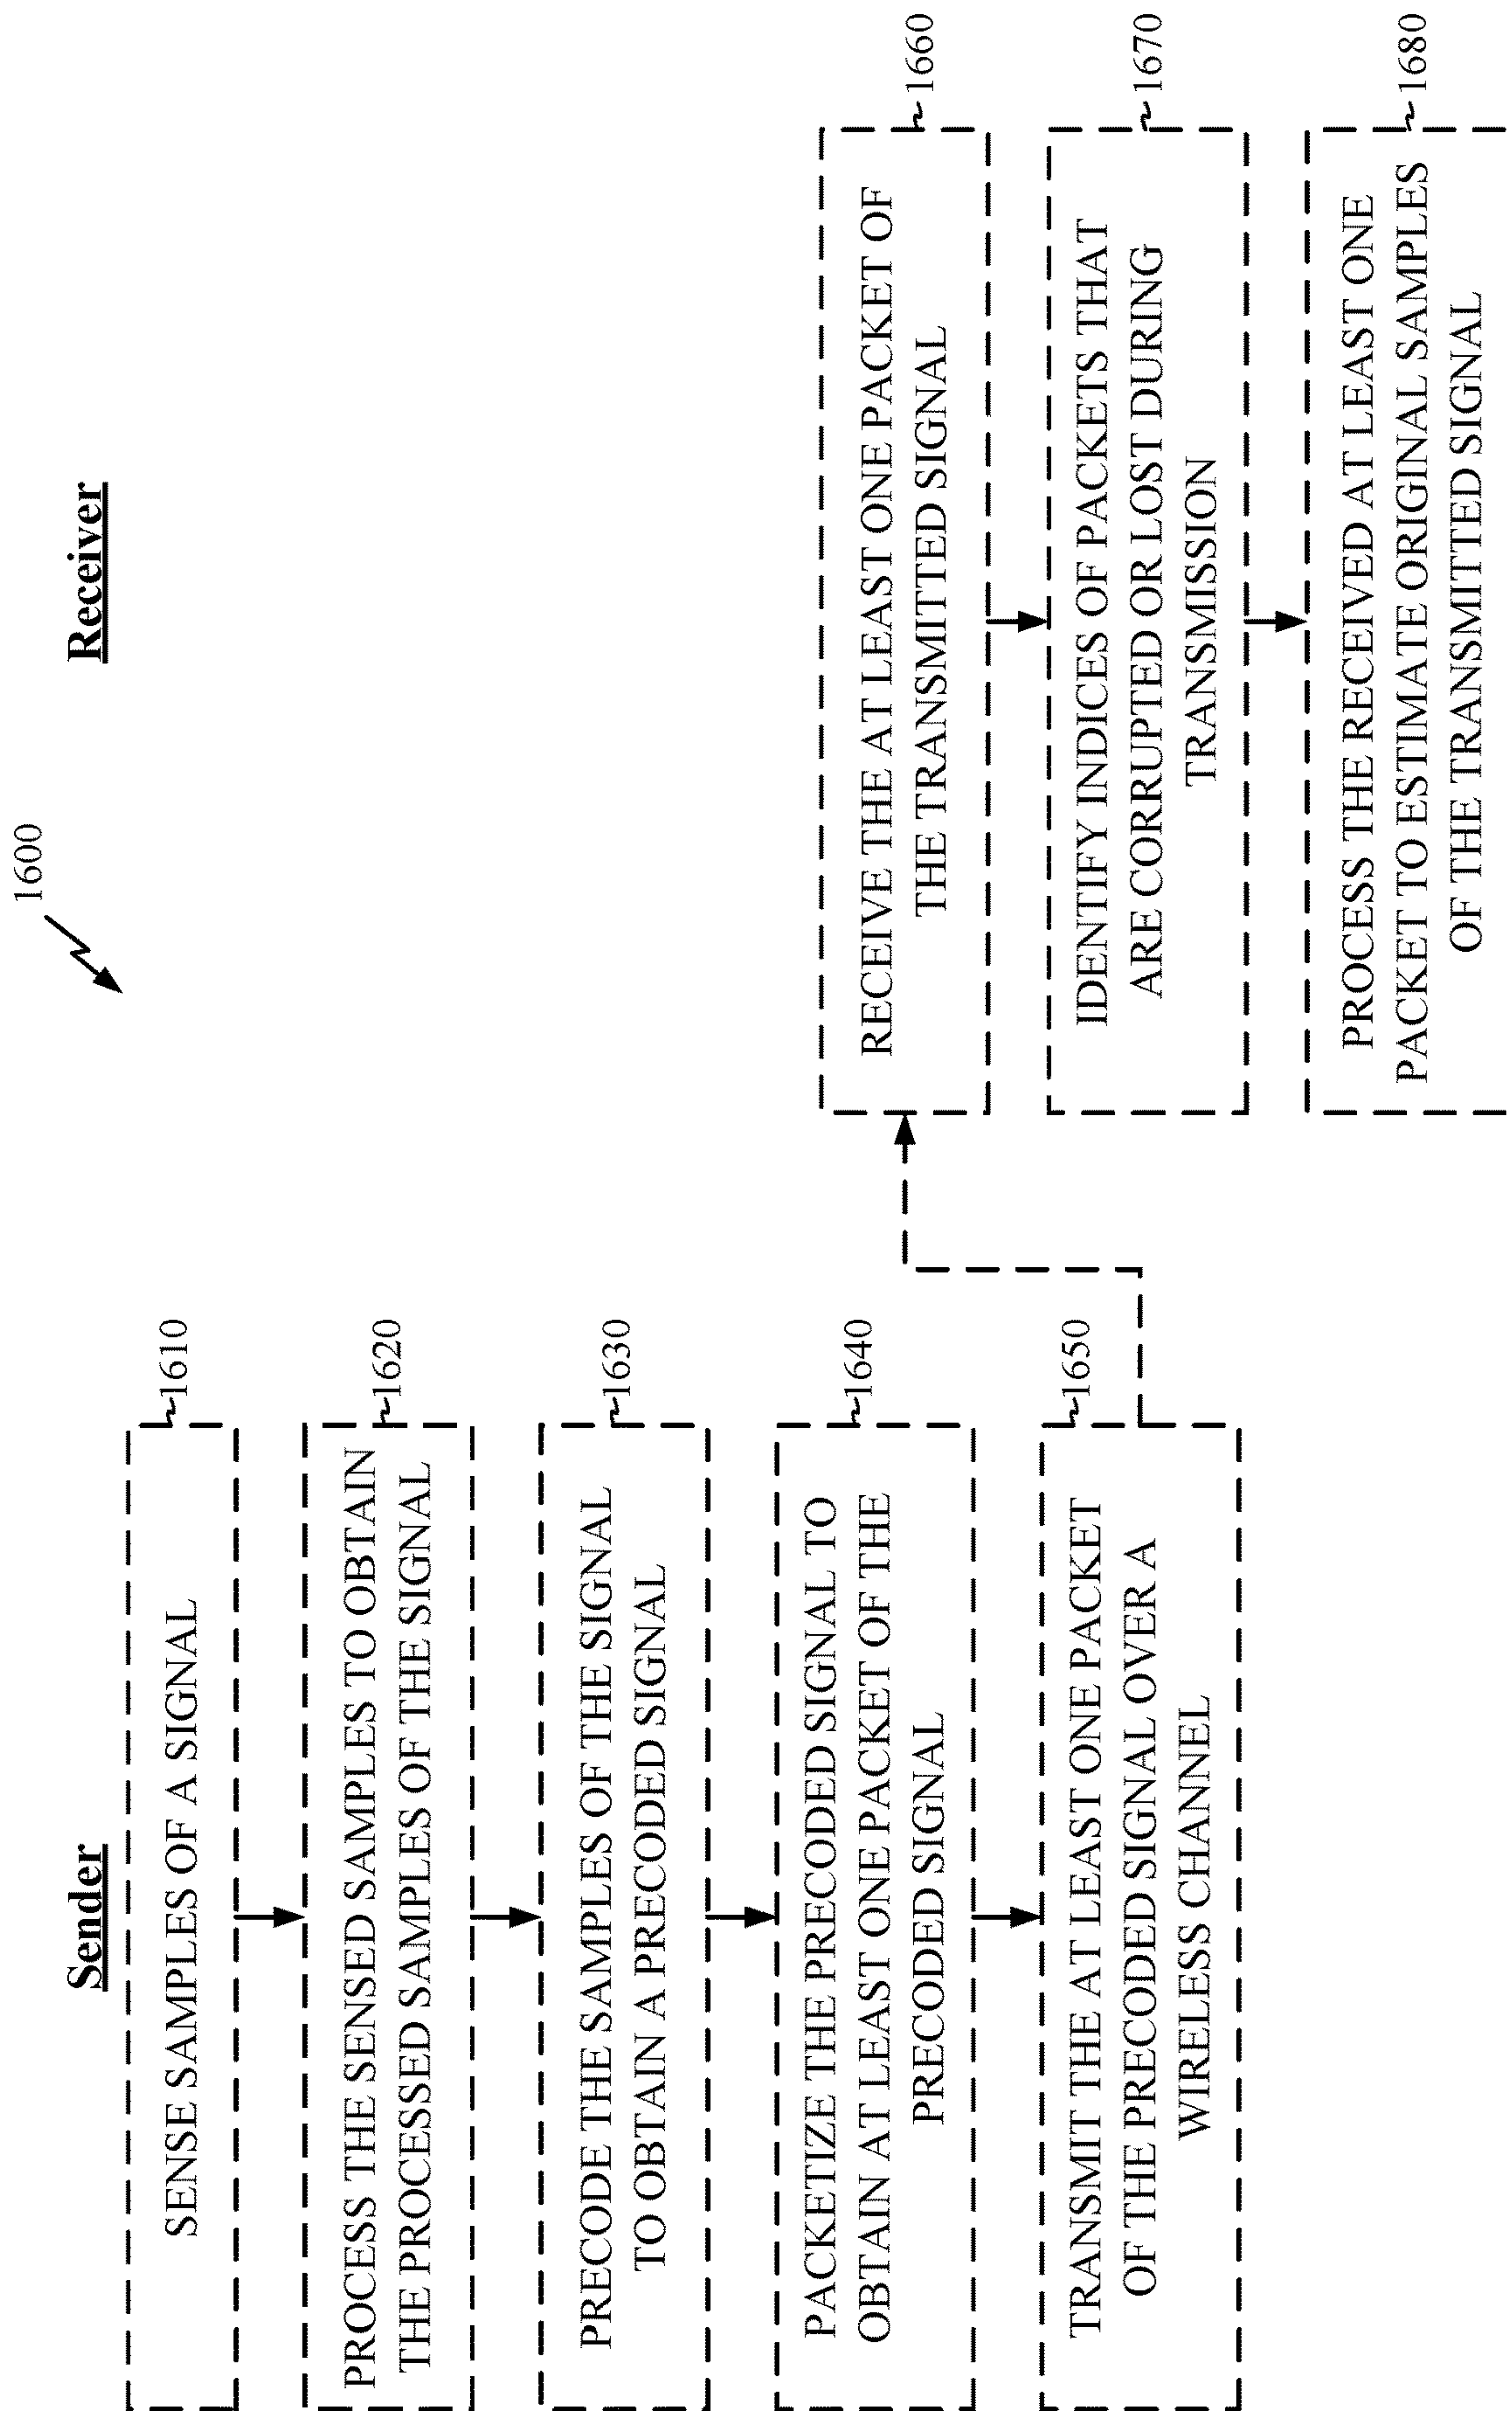 1600
Sender
SENSE SAMPLES OF A SIGNAL
1610
PROCESS THE SENSED SAMPLES TO OBTAIN
THE PROCESSED SAMPLES OF THE SIGNAL
1620
PRECODE THE SAMPLES OF THE SIGNAL
TO OBTAIN A PRECODED SIGNAL
1630
PACKETIZE THE PRECODED SIGNAL TO
OBTAIN AT LEAST ONE PACKET OF THE
PRECODED SIGNAL
1640
TRANSMIT THE AT LEAST ONE PACKET
OF THE PRECODED SIGNAL OVER A
WIRELESS CHANNEL
1650
Receiver
RECEIVE THE AT LEAST ONE PACKET OF
THE TRANSMITTED SIGNAL
1660
IDENTIFY INDICES OF PACKETS THAT
ARE CORRUPTED OR LOST DURING
TRANSMISSION
1670
PROCESS THE RECEIVED AT LEAST ONE
PACKET TO ESTIMATE ORIGINAL SAMPLES
OF THE TRANSMITTED SIGNAL
1680